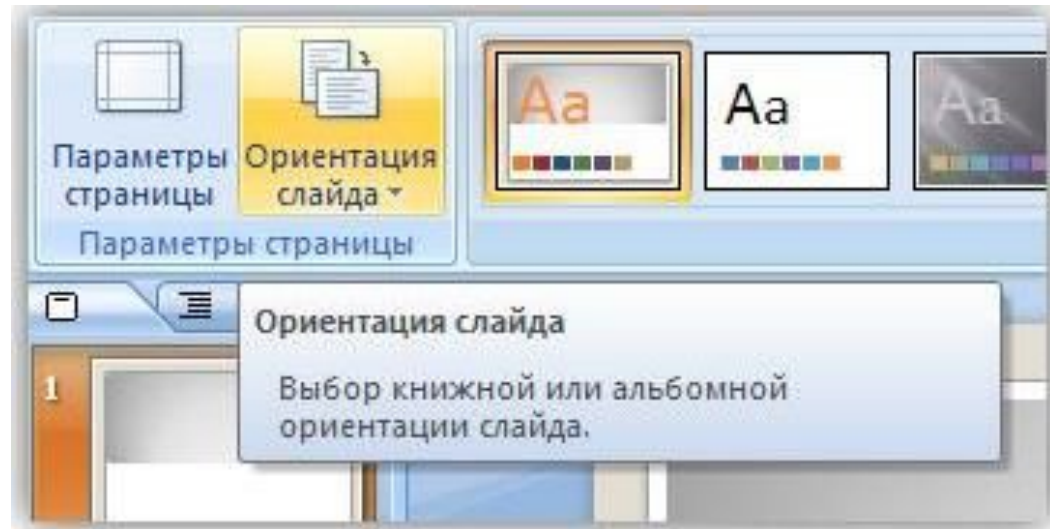 Параметры страницы
Ориентация слайда
Параметры страницы
Aa
Aa
Aa
Ориентация слайда
Выбор книжной или альбомной
ориентации слайда.
1